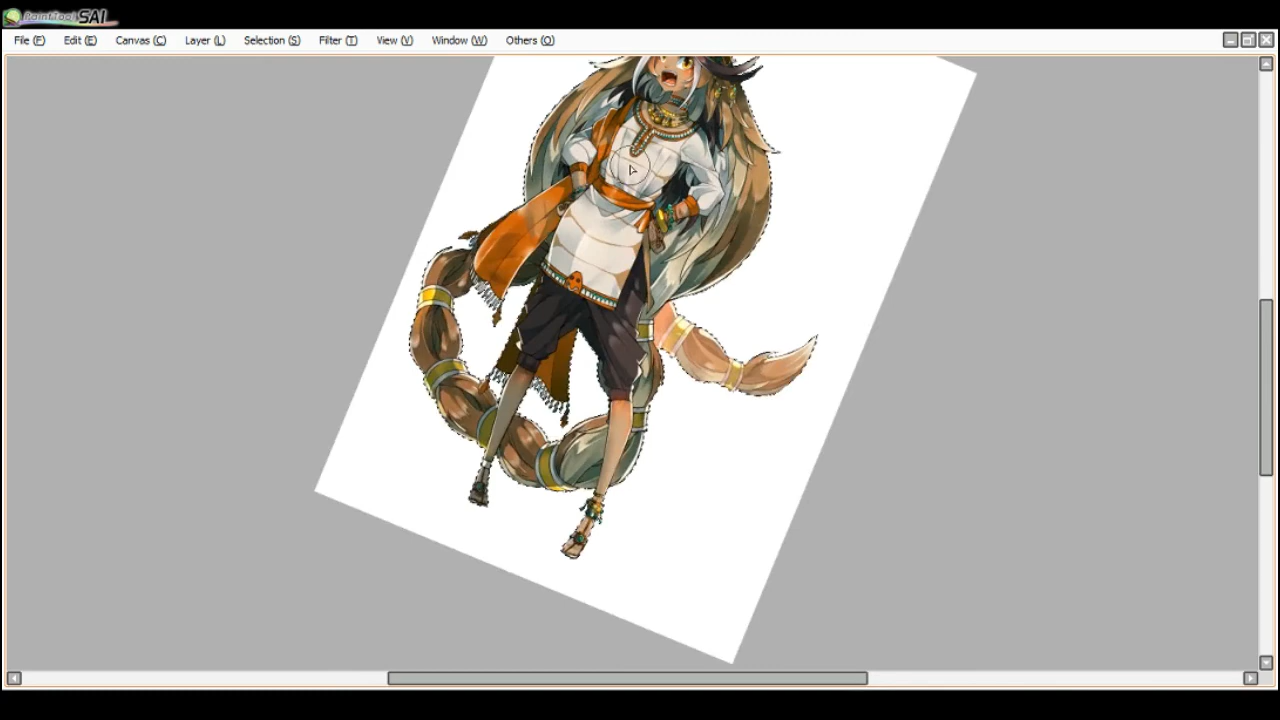 PaintTool SAI
File (F) Edit (E) Canvas (C) Layer (L) Selection (S) Filter (T) View (V) Window (W) Others (O)